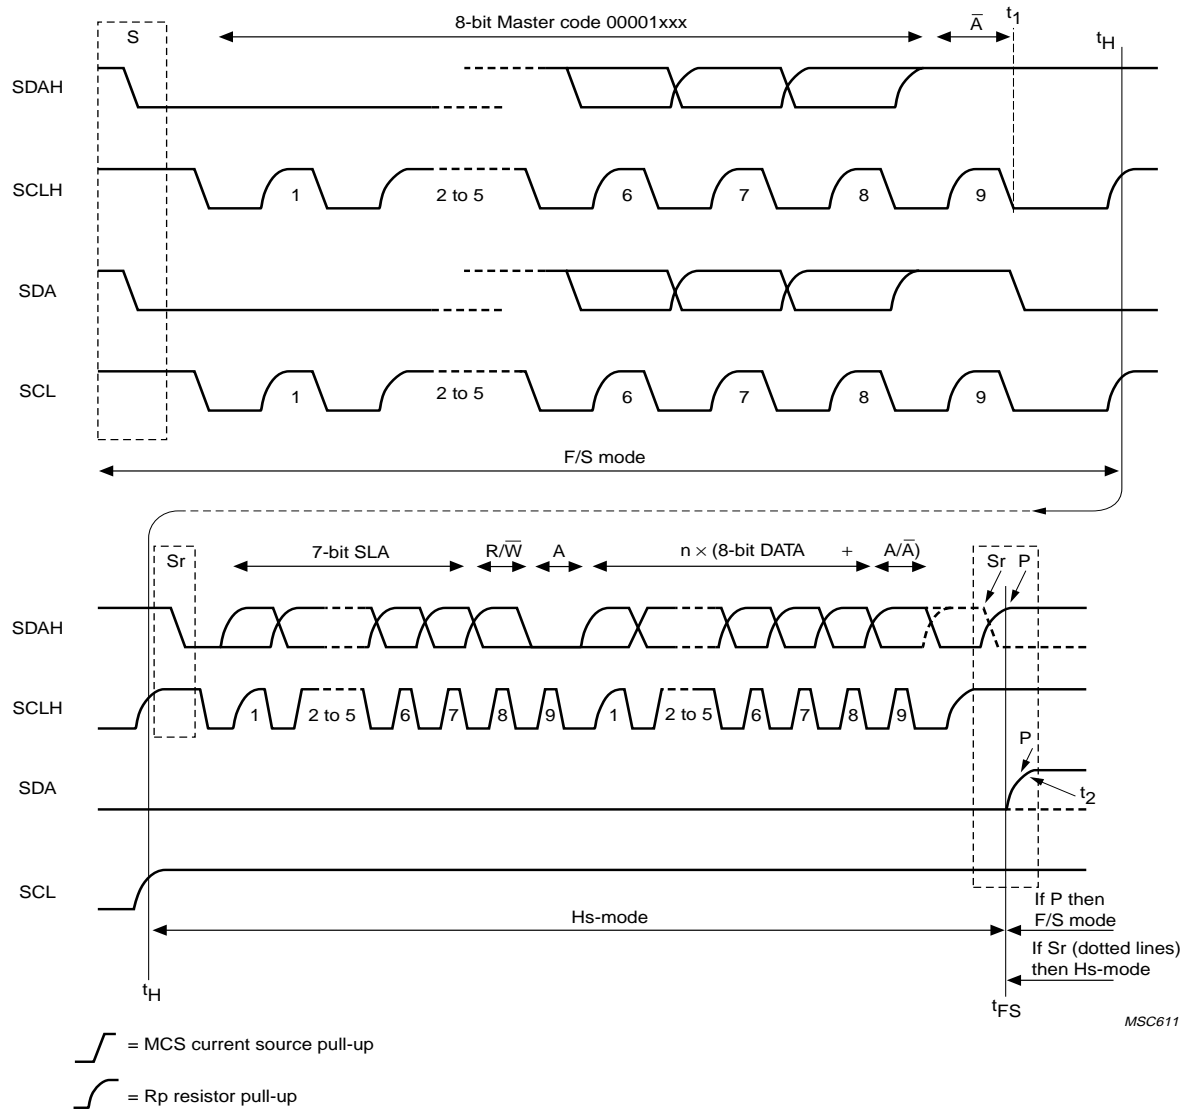 S
8-bit Master code 00001xxx
A̅
t1
tH
SDAH
SCLH
1
2 to 5
6
7
8
9
SDA
SCL
1
2 to 5
6
7
8
9
F/S mode
Sr
7-bit SLA
R/W̅
A
n × (8-bit DATA
+
A/A̅)
Sr
P
SDAH
SCLH
1
2 to 5
6
7
8
9
1
2 to 5
6
7
8
9
P
SDA
t2
SCL
If P then
F/S mode
Hs-mode
If Sr (dotted lines)
then Hs-mode
tH
tFS
MSC611
= MCS current source pull-up
= Rp resistor pull-up